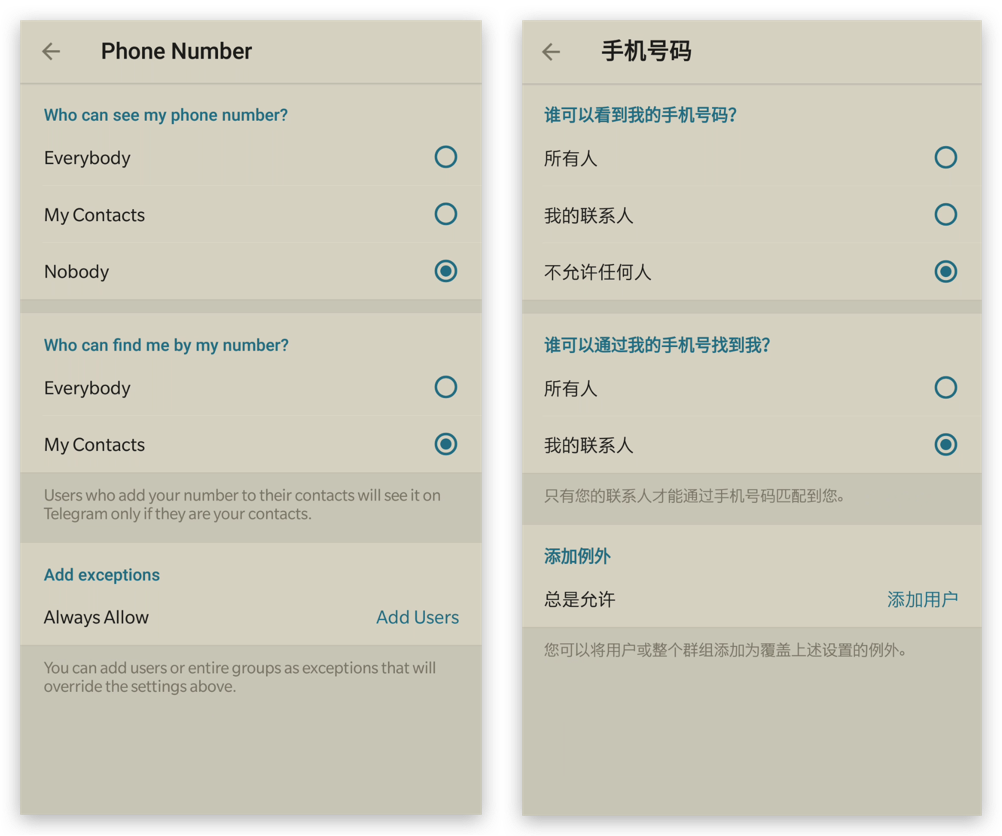 Phone Number
Who can see my phone number?
Everybody
My Contacts
Nobody
Who can find me by my number?
Everybody
My Contacts
Users who add your number to their contacts will see it on
Telegram only if they are your contacts.
Add exceptions
Always Allow
Add Users
You can add users or entire groups as exceptions that will
override the settings above.
手机号码
谁可以看到我的手机号码?
所有人
我的联系人
不允许任何人
谁可以通过我的手机号找到我?
所有人
我的联系人
只有您的联系人才能通过手机号码匹配到您。
添加例外
总是允许
添加用户
您可以将用户或整个群组添加为覆盖上述设置的例外。